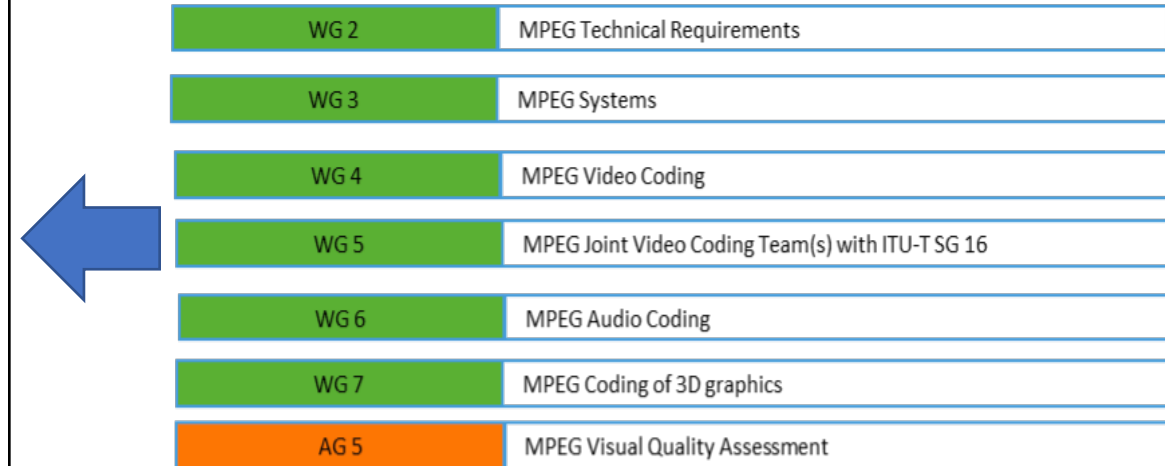 WG 2 MPEG Technical Requirements
WG 3 MPEG Systems
WG 4 MPEG Video Coding
WG 5 MPEG Joint Video Coding Team(s) with ITU-T SG 16
WG 6 MPEG Audio Coding
WG 7 MPEG Coding of 3D graphics
AG 5 MPEG Visual Quality Assessment